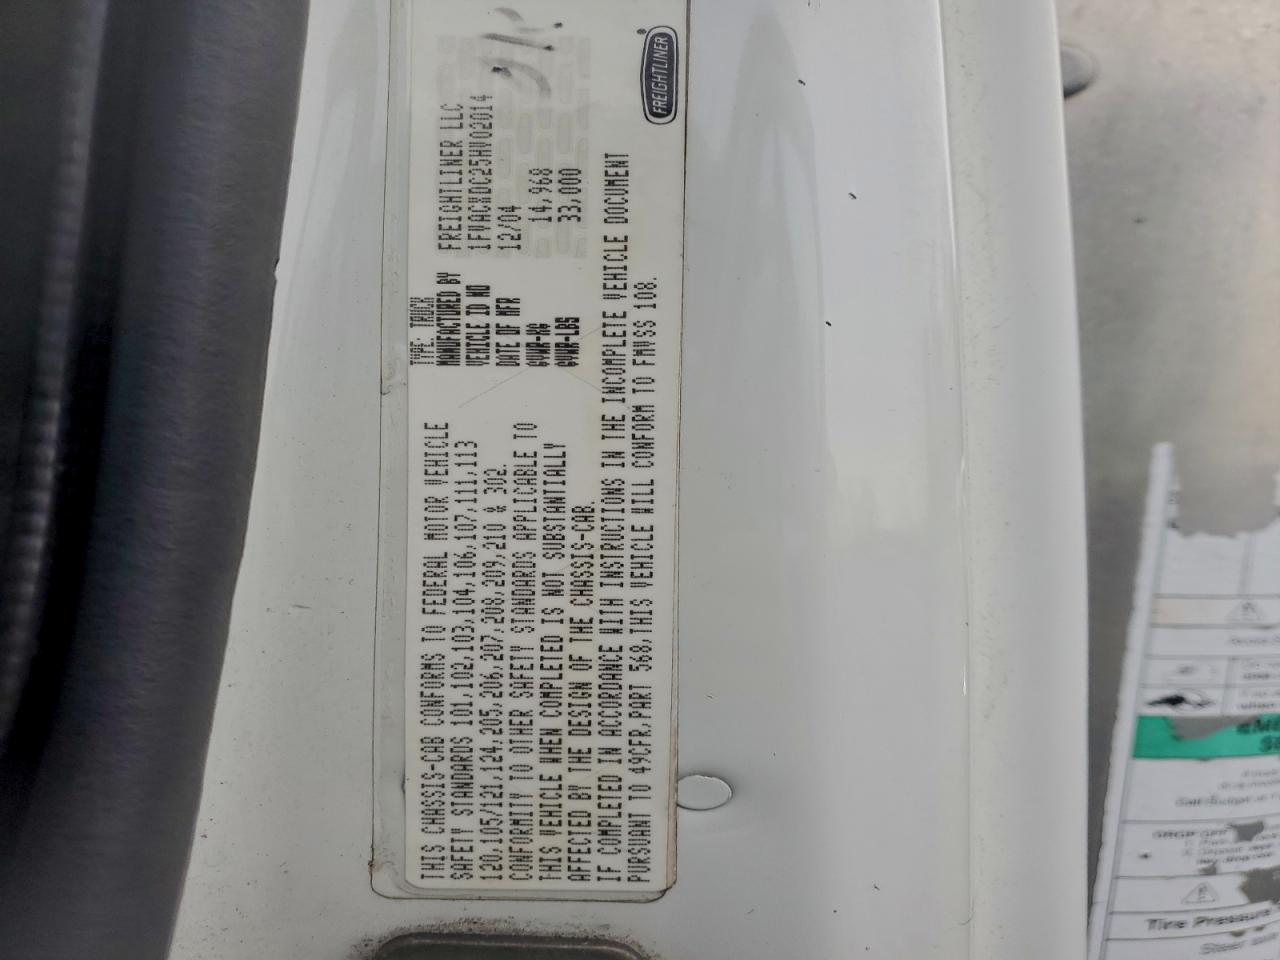 THIS CHASSIS-CAB CONFORMS TO FEDERAL MOTOR VEHICLE
SAFETY STANDARDS 101,102,103,104,106,107,111,113
120,105/121,124,205,206,207,208,209,210 & 302.
CONFORMITY TO OTHER SAFETY STANDARDS APPLICABLE TO
THIS VEHICLE WHEN COMPLETED IS NOT SUBSTANTIALLY
AFFECTED BY THE DESIGN OF THE CHASSIS-CAB.
IF COMPLETED IN ACCORDANCE WITH INSTRUCTIONS IN THE INCOMPLETE VEHICLE DOCUMENT
PURSUANT TO 49CFR,PART 568,THIS VEHICLE WILL CONFORM TO FMVSS 108.
TYPE: TRUCK
MANUFACTURED BY FREIGHTLINER LLC
VEHICLE ID NO 1FVACXDC25HV02014
DATE OF MFR 12/04
GVWR-KG 14,968
GVWR-LBS 33,000
FREIGHTLINER
Tire Pressure